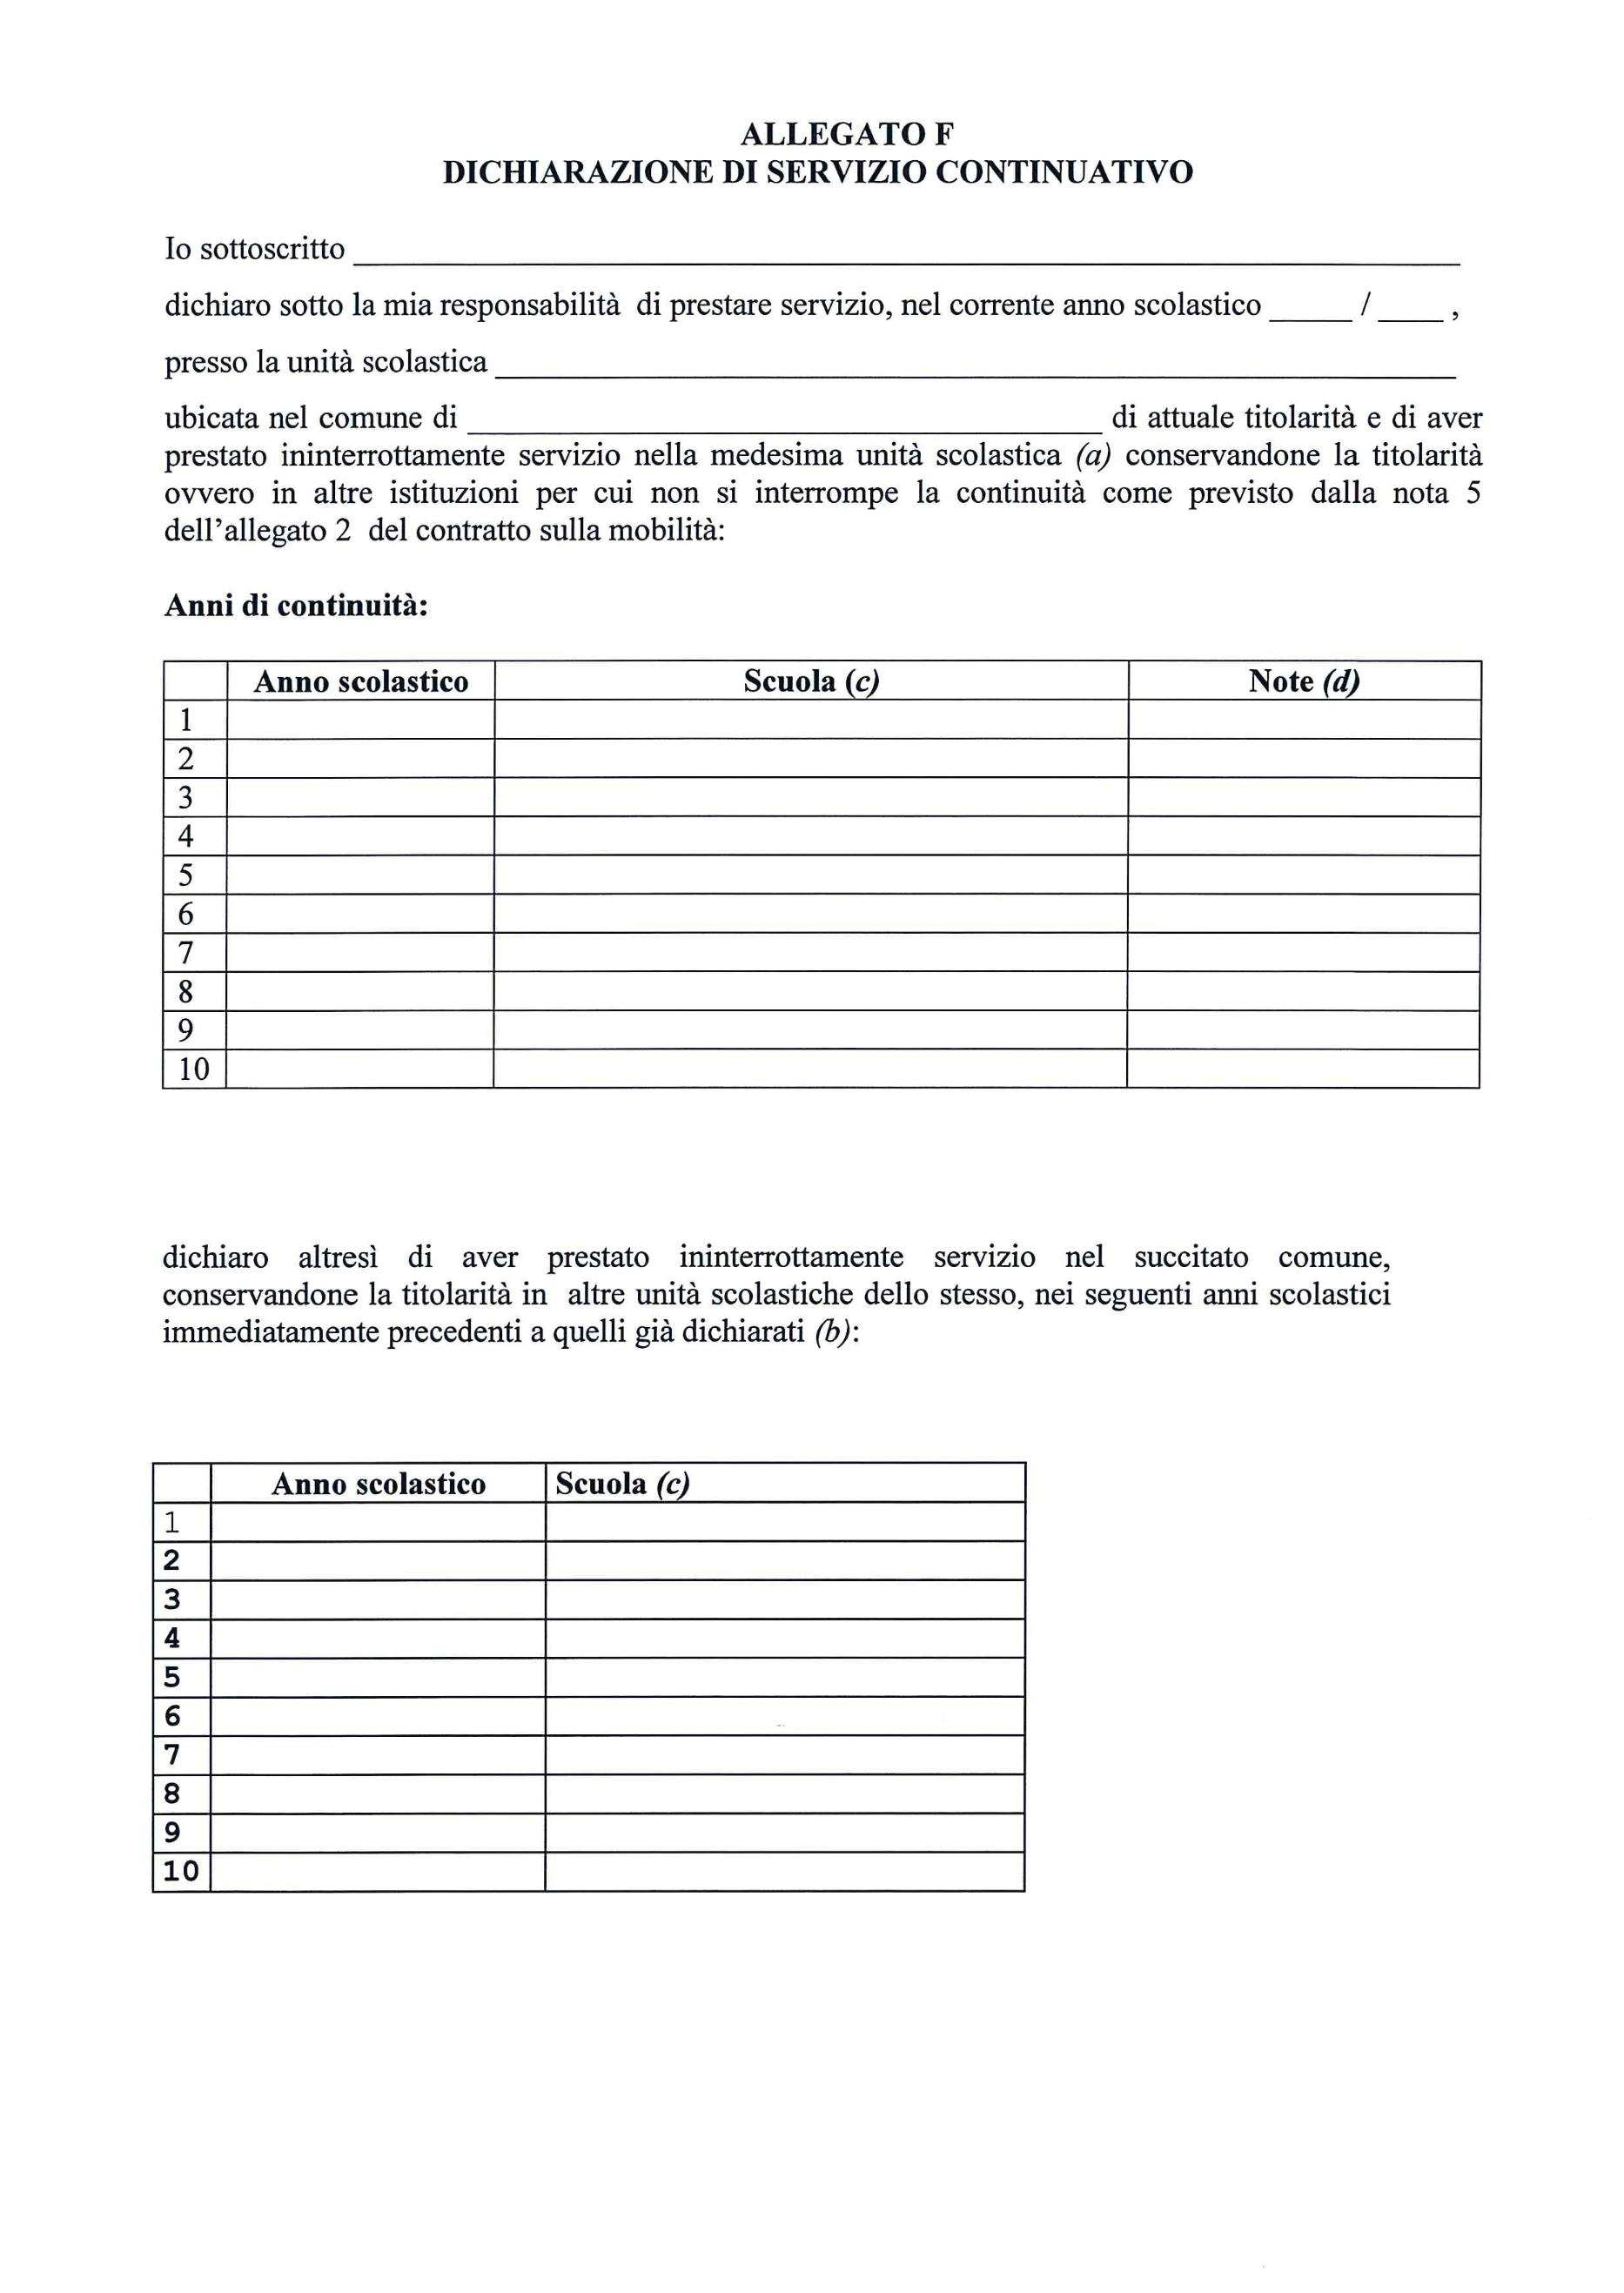 ALLEGATO F
DICHIARAZIONE DI SERVIZIO CONTINUATIVO
Io sottoscritto ___
dichiaro sotto la mia responsabilità di prestare servizio, nel corrente anno scolastico ___ / ___ ,
presso la unità scolastica ___
ubicata nel comune di ___ di attuale titolarità e di aver
prestato ininterrottamente servizio nella medesima unità scolastica (a) conservandone la titolarità
ovvero in altre istituzioni per cui non si interrompe la continuità come previsto dalla nota 5
dell'allegato 2 del contratto sulla mobilità:
Anni di continuità:
Anno scolastico Scuola (c) Note (d)
1
2
3
4
5
6
7
8
9
10
dichiaro altresì di aver prestato ininterrottamente servizio nel succitato comune,
conservandone la titolarità in altre unità scolastiche dello stesso, nei seguenti anni scolastici
immediatamente precedenti a quelli già dichiarati (b):
Anno scolastico Scuola (c)
1
2
3
4
5
6
7
8
9
10